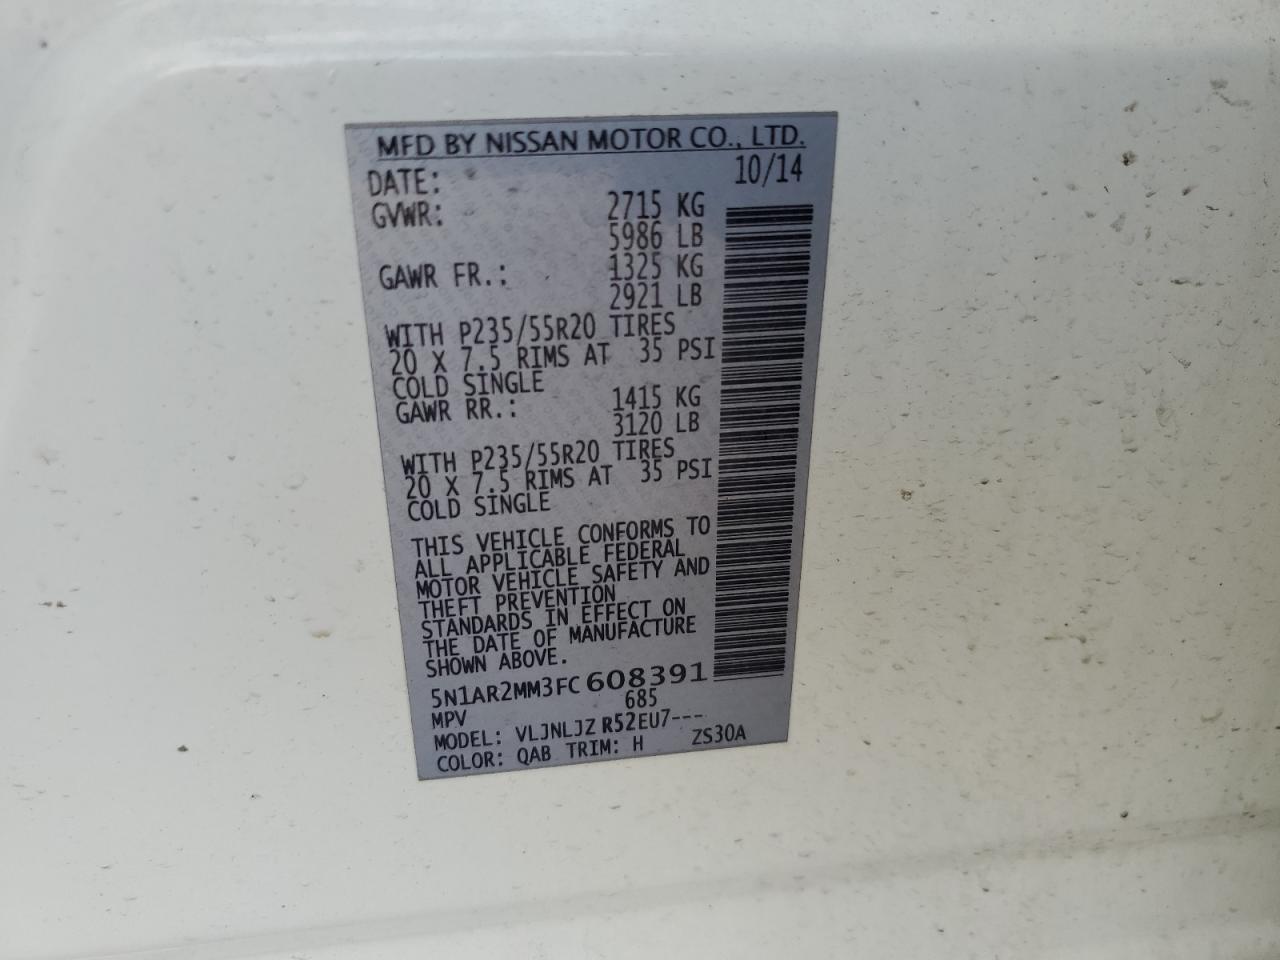 MFD BY NISSAN MOTOR CO., LTD.
DATE: 10/14
GVWR: 2715 KG
5986 LB
GAWR FR.: 1325 KG
2921 LB
WITH P235/55R20 TIRES
20 X 7.5 RIMS AT 35 PSI
COLD SINGLE
GAWR RR.: 1415 KG
3120 LB
WITH P235/55R20 TIRES
20 X 7.5 RIMS AT 35 PSI
COLD SINGLE
THIS VEHICLE CONFORMS TO
ALL APPLICABLE FEDERAL
MOTOR VEHICLE SAFETY AND
THEFT PREVENTION
STANDARDS IN EFFECT ON
THE DATE OF MANUFACTURE
SHOWN ABOVE.
5N1AR2MM3FC608391
MPV 685
MODEL: VLJNLJZ R52EU7---
COLOR: QAB TRIM: H ZS30A